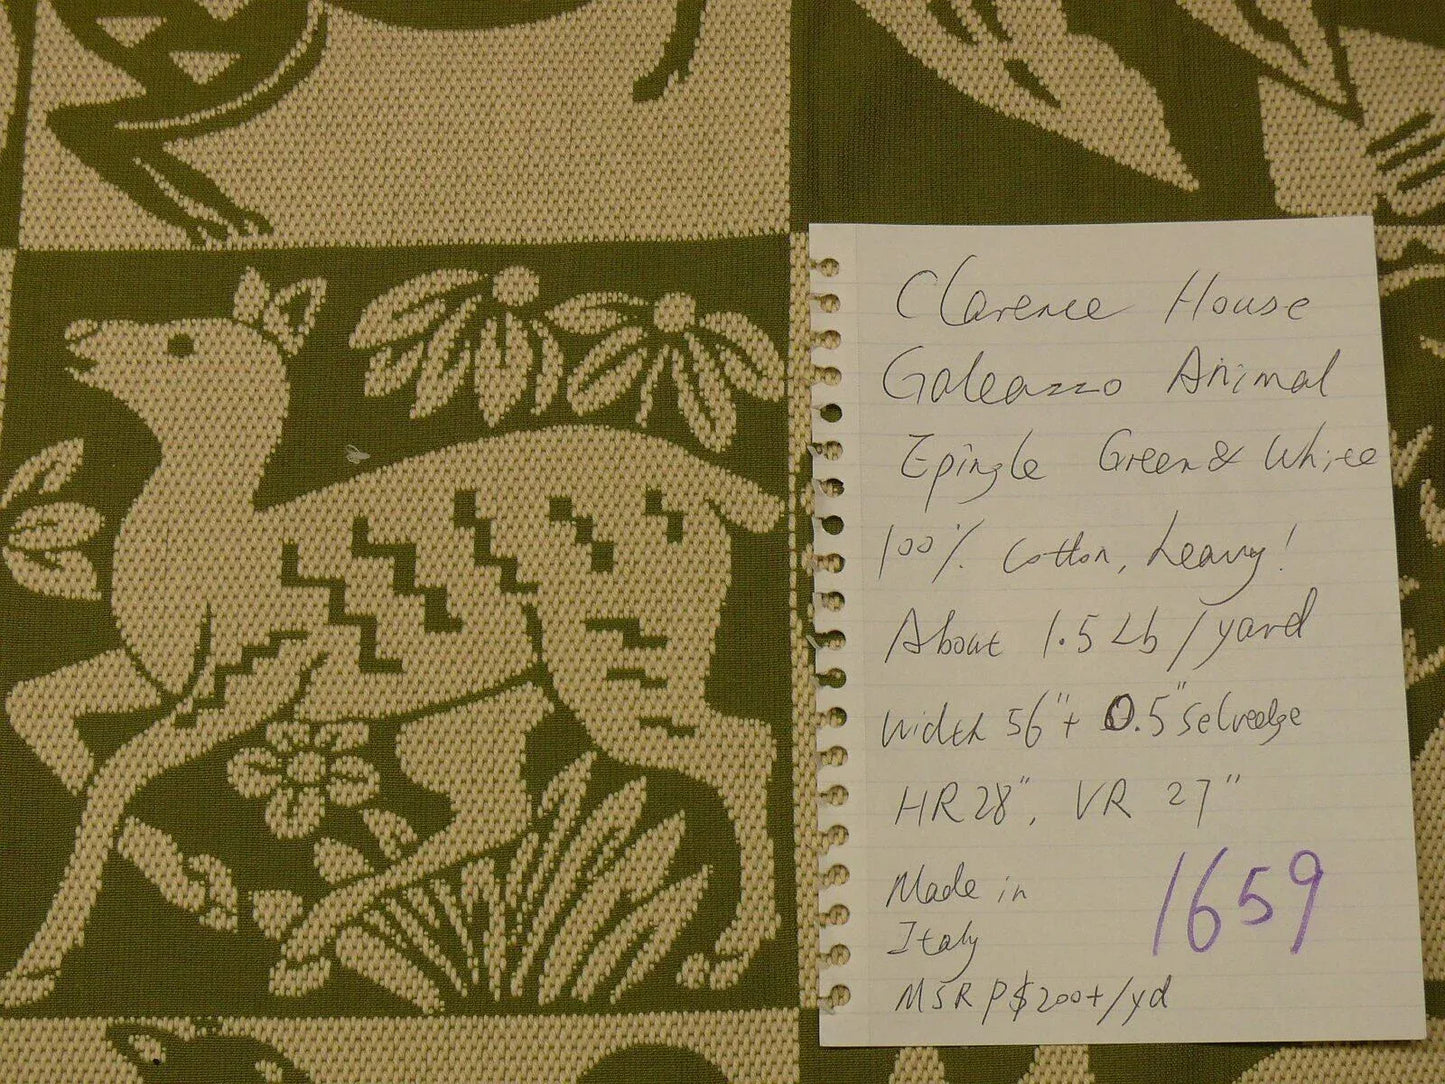 Clarence House
Galeazzo Animal
Epingle Green & White
100% Cotton, heavy!
About 1.5 Lb/yard
Width 56"+ 0.5" Selvedge
HR 28", VR 27"
Made in
Italy
1659
MSRP $200+/yd